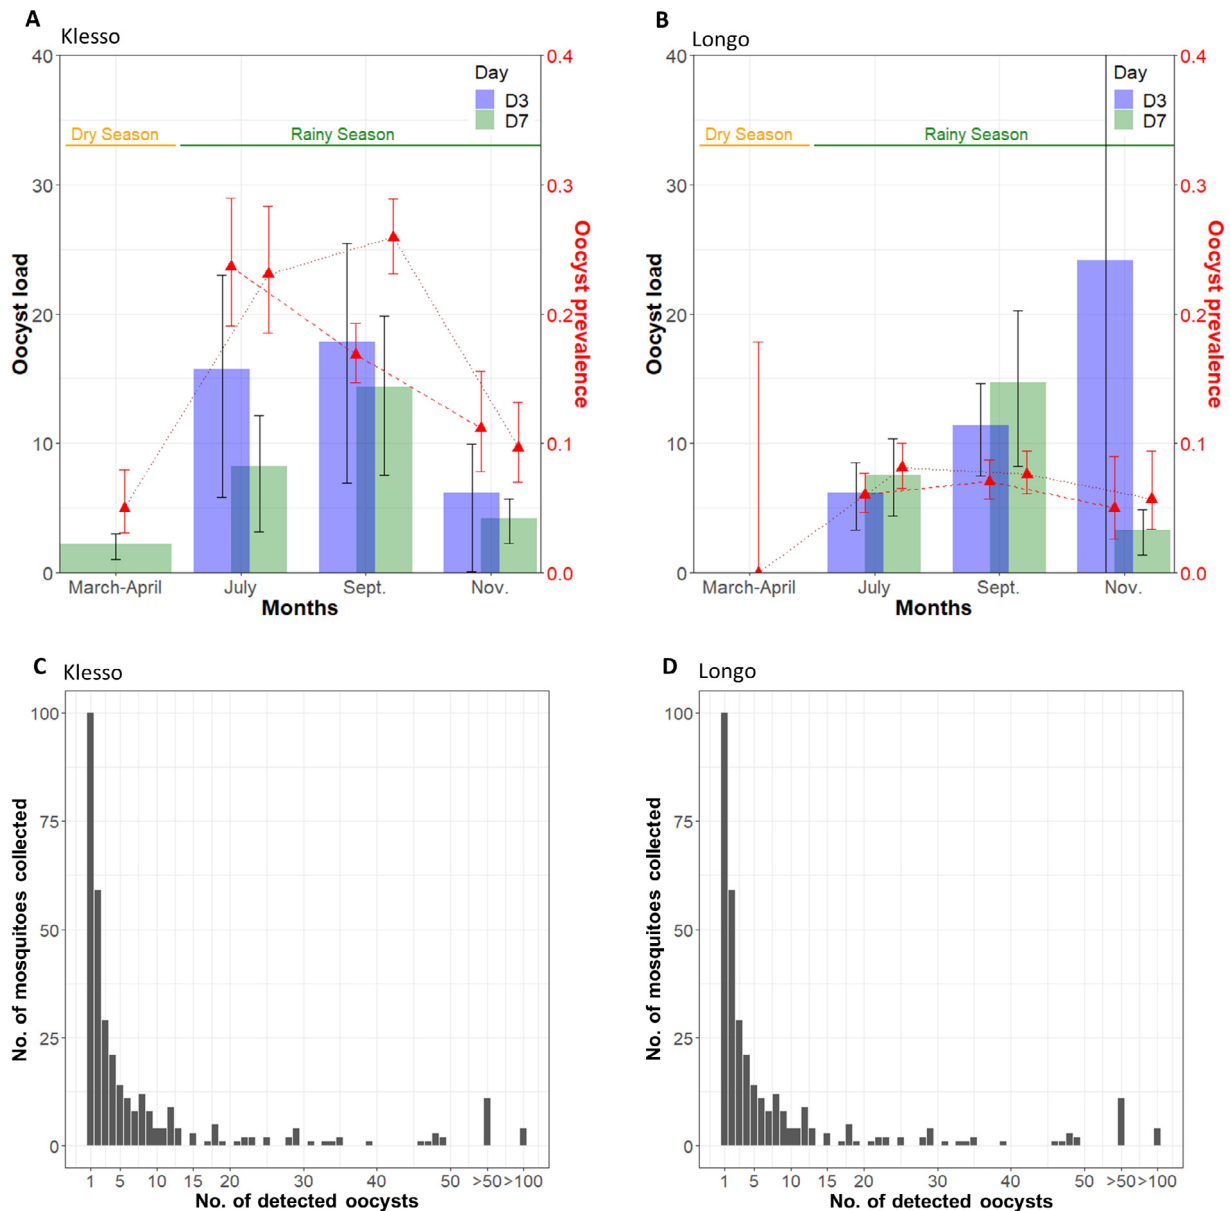 A
Klesso
40
30
20
10
0
Oocyst load
0.4
0.3
0.2
0.1
0.0
Oocyst prevalence
Day
D3
D7
Dry Season
Rainy Season
March-April
July
Sept.
Nov.
Months
B
Longo
40
30
20
10
0
Oocyst load
0.4
0.3
0.2
0.1
0.0
Oocyst prevalence
Day
D3
D7
Dry Season
Rainy Season
March-April
July
Sept.
Nov.
Months
C
Klesso
100
75
50
25
0
No. of mosquitoes collected
1 5 10 15 20 30 40 50 >50 >100
No. of detected oocysts
D
Longo
100
75
50
25
0
No. of mosquitoes collected
1 5 10 15 20 30 40 50 >50 >100
No. of detected oocysts